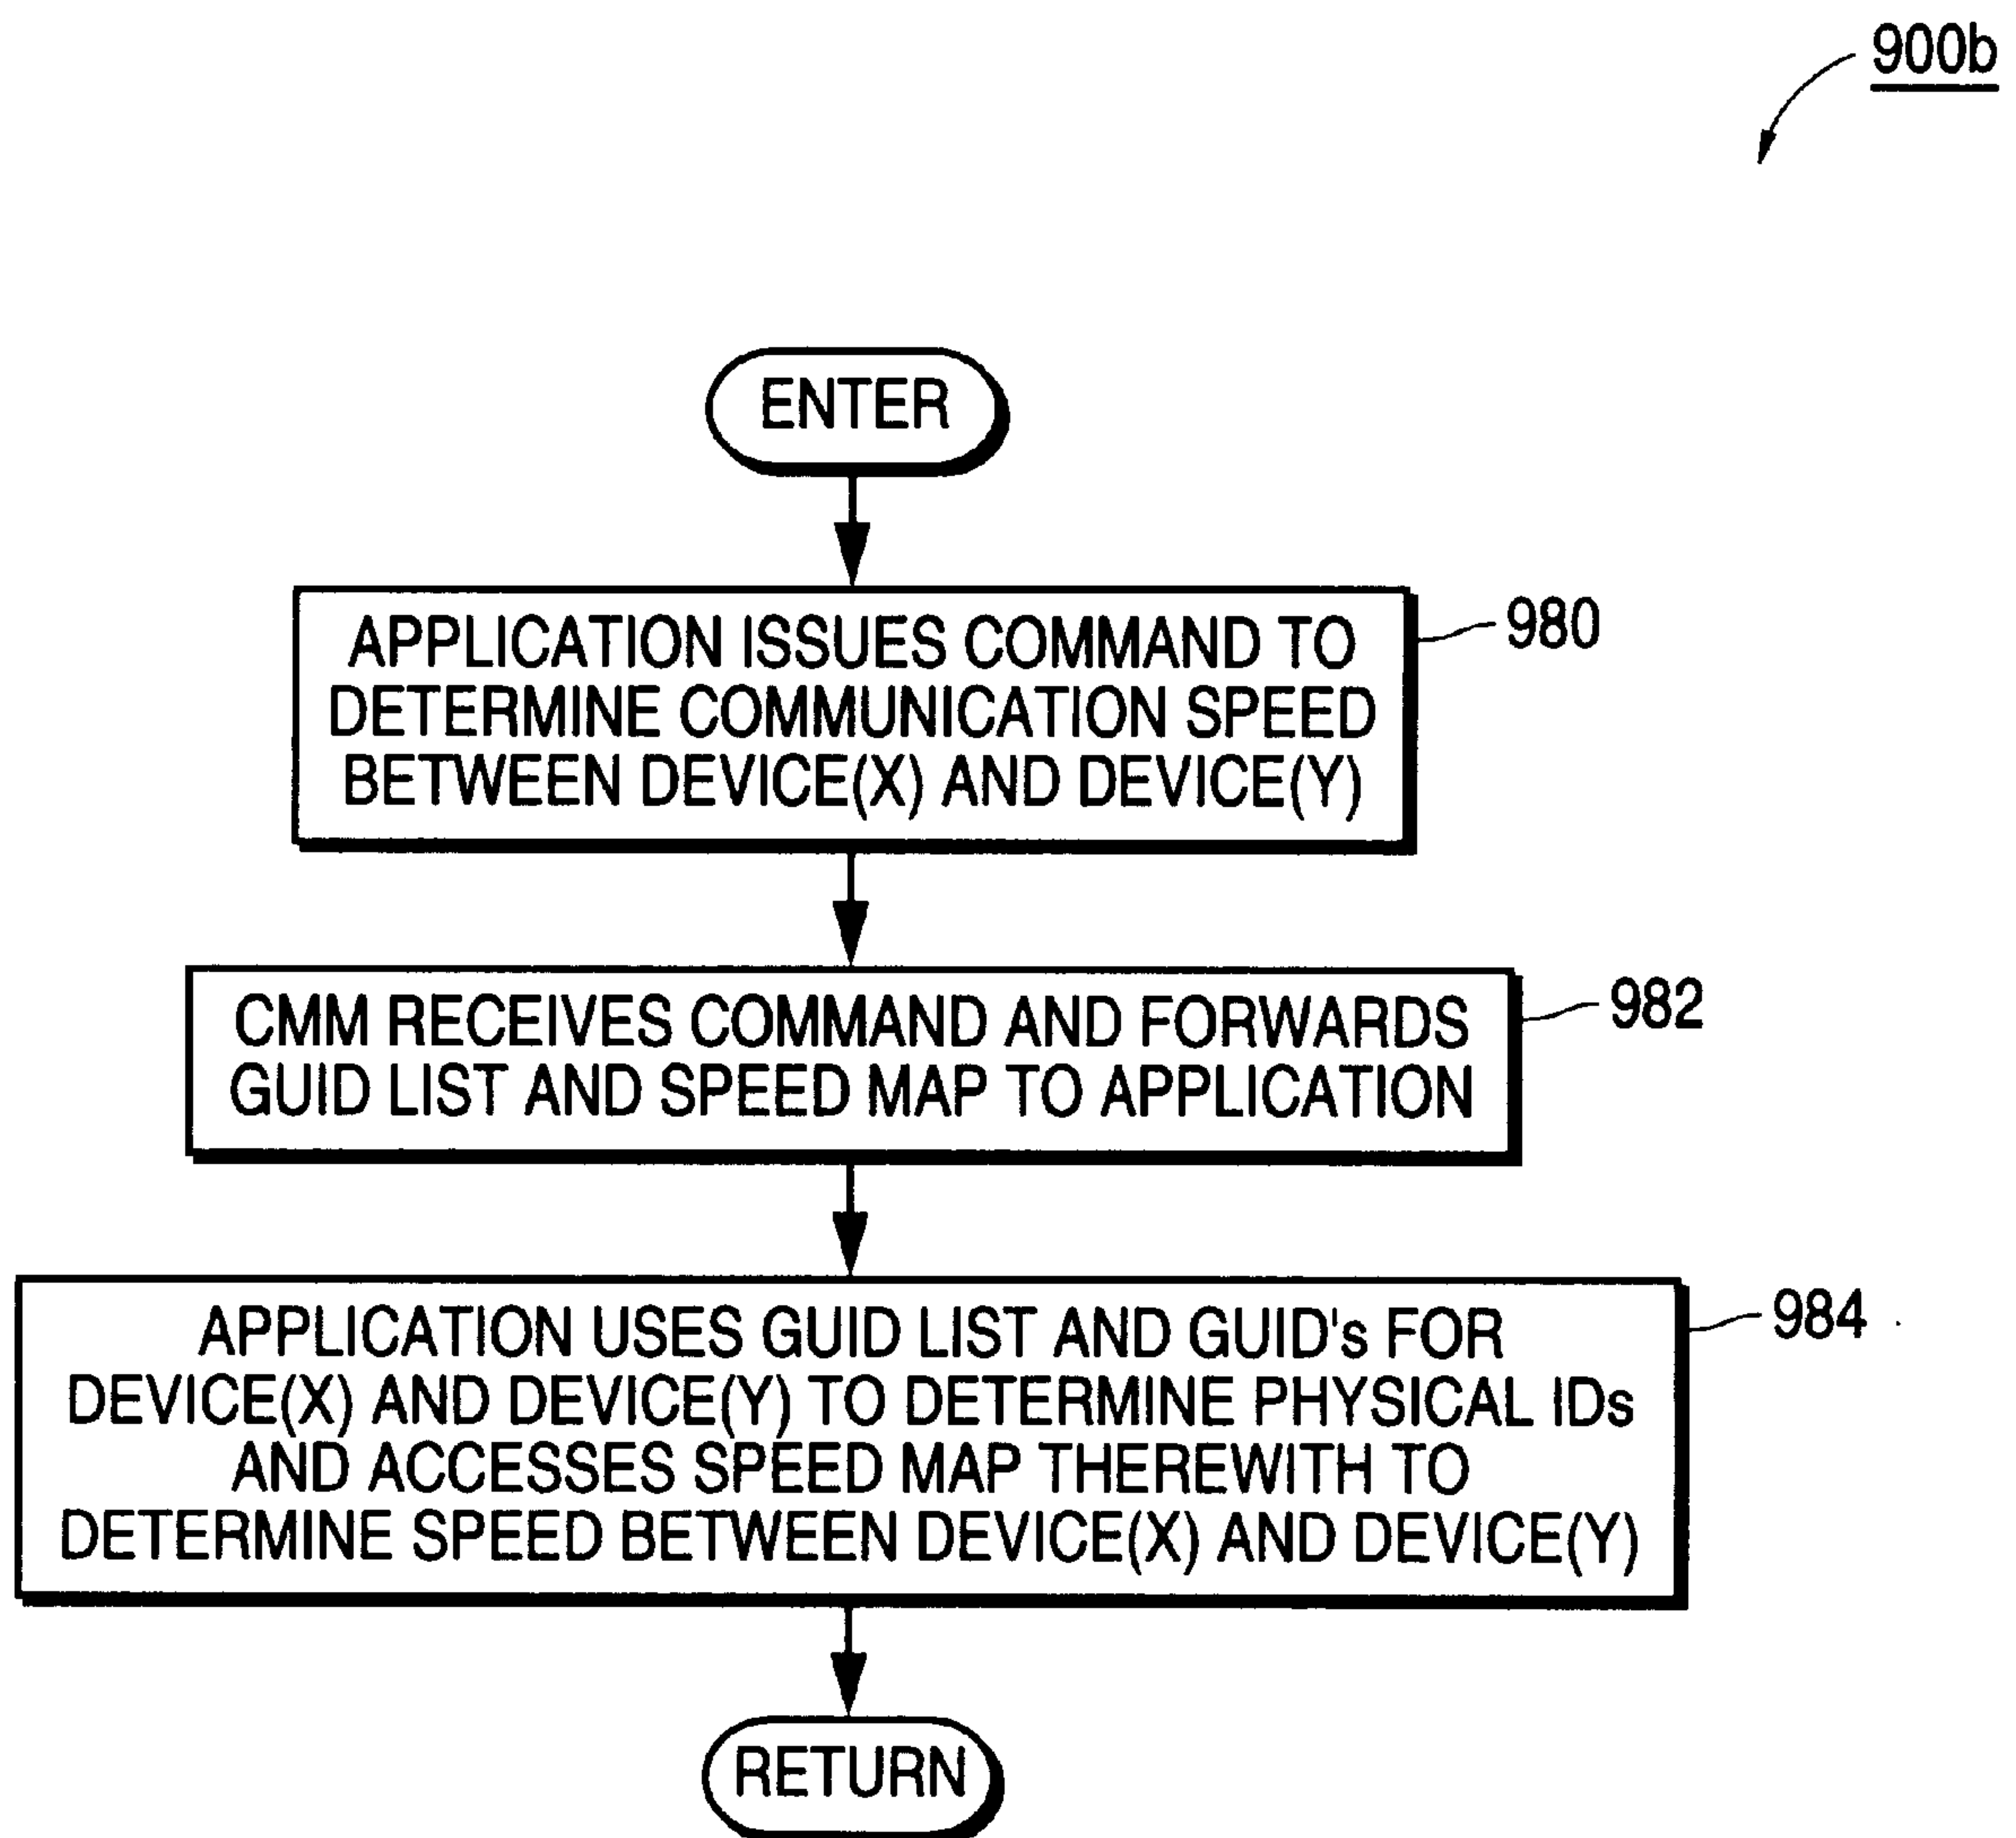 900b
ENTER
APPLICATION ISSUES COMMAND TO
DETERMINE COMMUNICATION SPEED
BETWEEN DEVICE(X) AND DEVICE(Y)
980
CMM RECEIVES COMMAND AND FORWARDS
GUID LIST AND SPEED MAP TO APPLICATION
982
APPLICATION USES GUID LIST AND GUID's FOR
DEVICE(X) AND DEVICE(Y) TO DETERMINE PHYSICAL IDs
AND ACCESSES SPEED MAP THEREWITH TO
DETERMINE SPEED BETWEEN DEVICE(X) AND DEVICE(Y)
984
RETURN